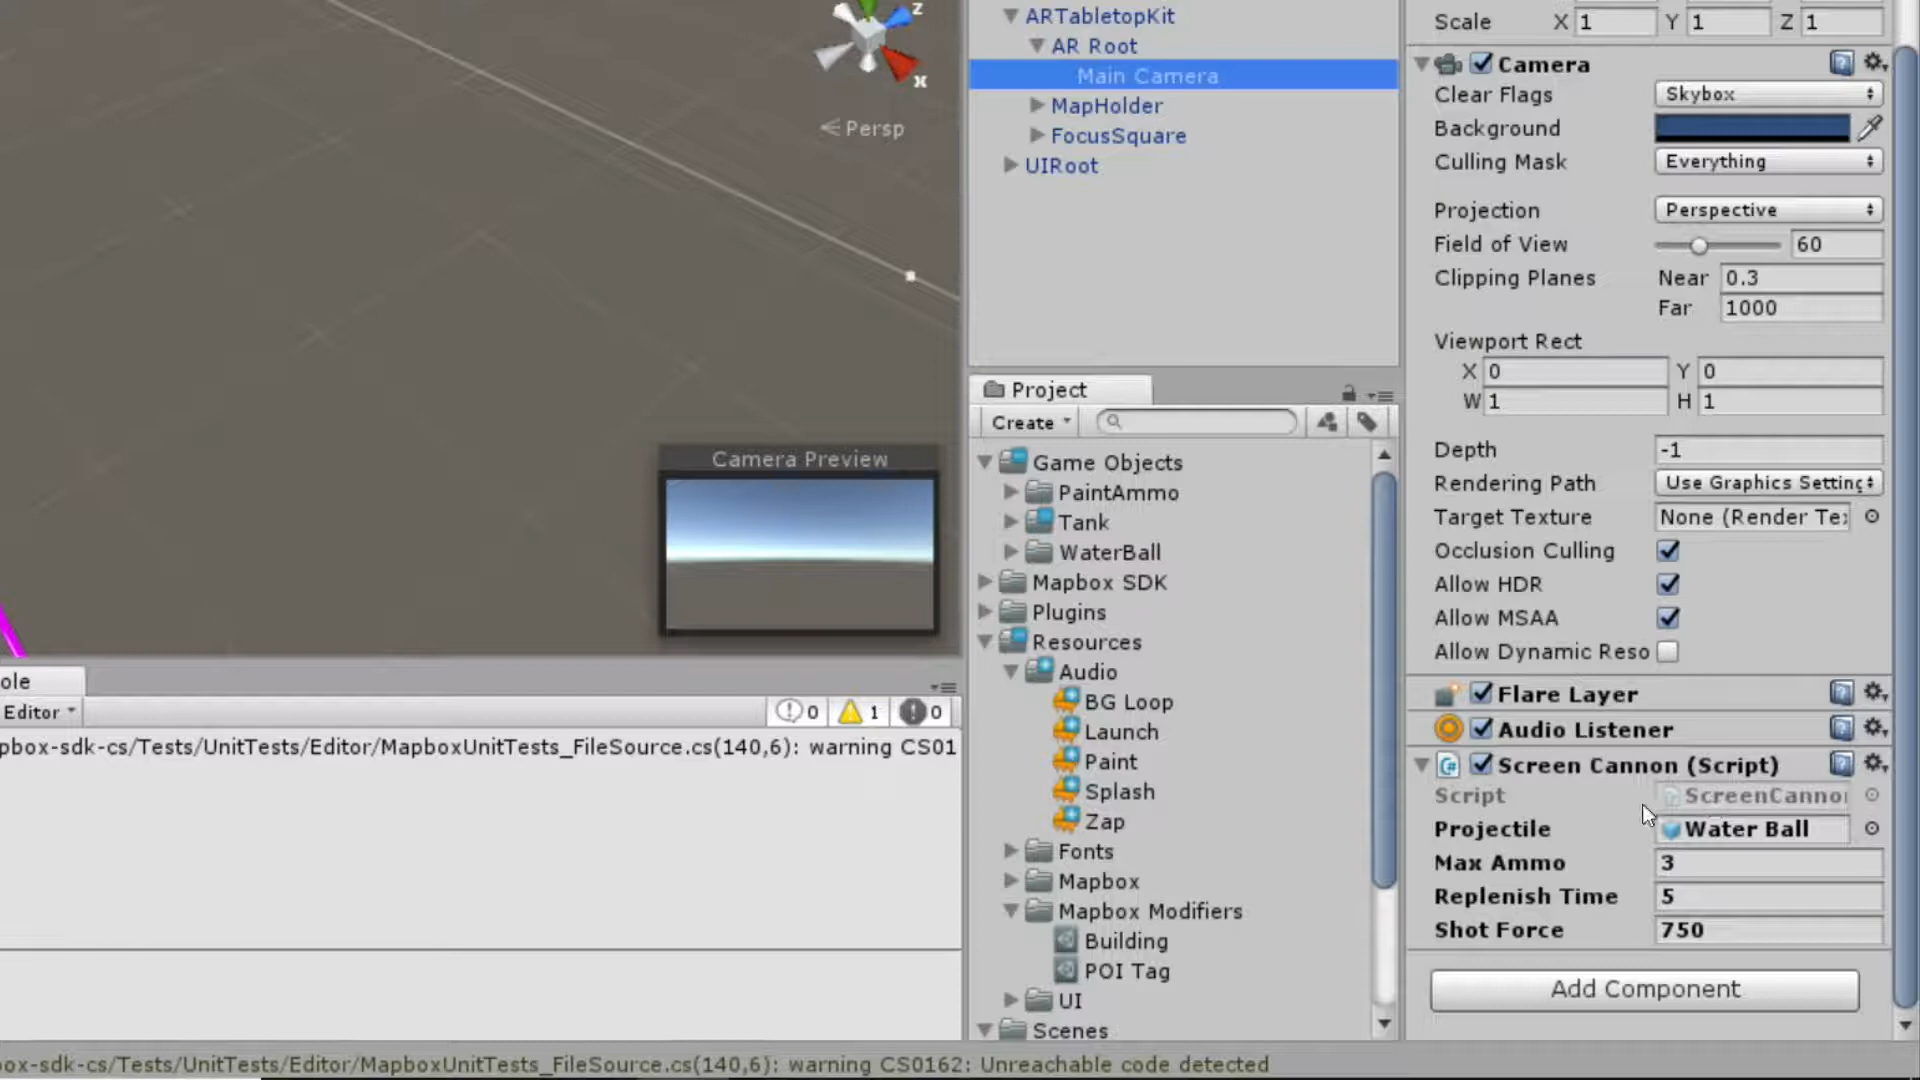 z
x
Persp
Camera Preview
ole
Editor
0
1
0
pbox-sdk-cs/Tests/UnitTests/Editor/MapboxUnitTests_FileSource.cs(140,6): warning CS01
ARTabletopKit
AR Root
Main Camera
MapHolder
FocusSquare
UIRoot
Project
Create
Game Objects
PaintAmmo
Tank
WaterBall
Mapbox SDK
Plugins
Resources
Audio
BG Loop
Launch
Paint
Splash
Zap
Fonts
Mapbox
Mapbox Modifiers
Building
POI Tag
UI
Scenes
Scale X 1 Y 1 Z 1
Camera
Clear Flags Skybox
Background
Culling Mask Everything
Projection Perspective
Field of View 60
Clipping Planes Near 0.3
Far 1000
Viewport Rect
X 0 Y 0
W 1 H 1
Depth -1
Rendering Path Use Graphics Setting
Target Texture None (Render Te
Occlusion Culling
Allow HDR
Allow MSAA
Allow Dynamic Reso
Flare Layer
Audio Listener
Screen Cannon (Script)
Script ScreenCanno
Projectile Water Ball
Max Ammo 3
Replenish Time 5
Shot Force 750
Add Component
ox-sdk-cs/Tests/UnitTests/Editor/MapboxUnitTests_FileSource.cs(140,6): warning CS0162: Unreachable code detected